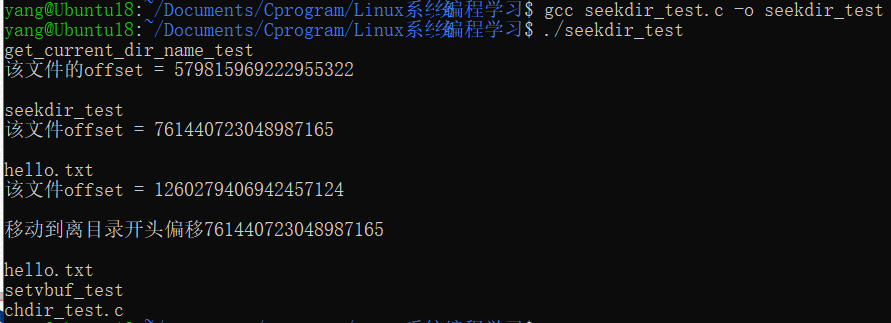 yang@Ubuntu18:~/Documents/Cprogram/Linux系统编程学习$ gcc seekdir_test.c -o seekdir_test
yang@Ubuntu18:~/Documents/Cprogram/Linux系统编程学习$ ./seekdir_test
get_current_dir_name_test
该文件的offset = 579815969222955322
seekdir_test
该文件offset = 761440723048987165
hello.txt
该文件offset = 1260279406942457124
移动到离目录开头偏移761440723048987165
hello.txt
setvbuf_test
chdir_test.c